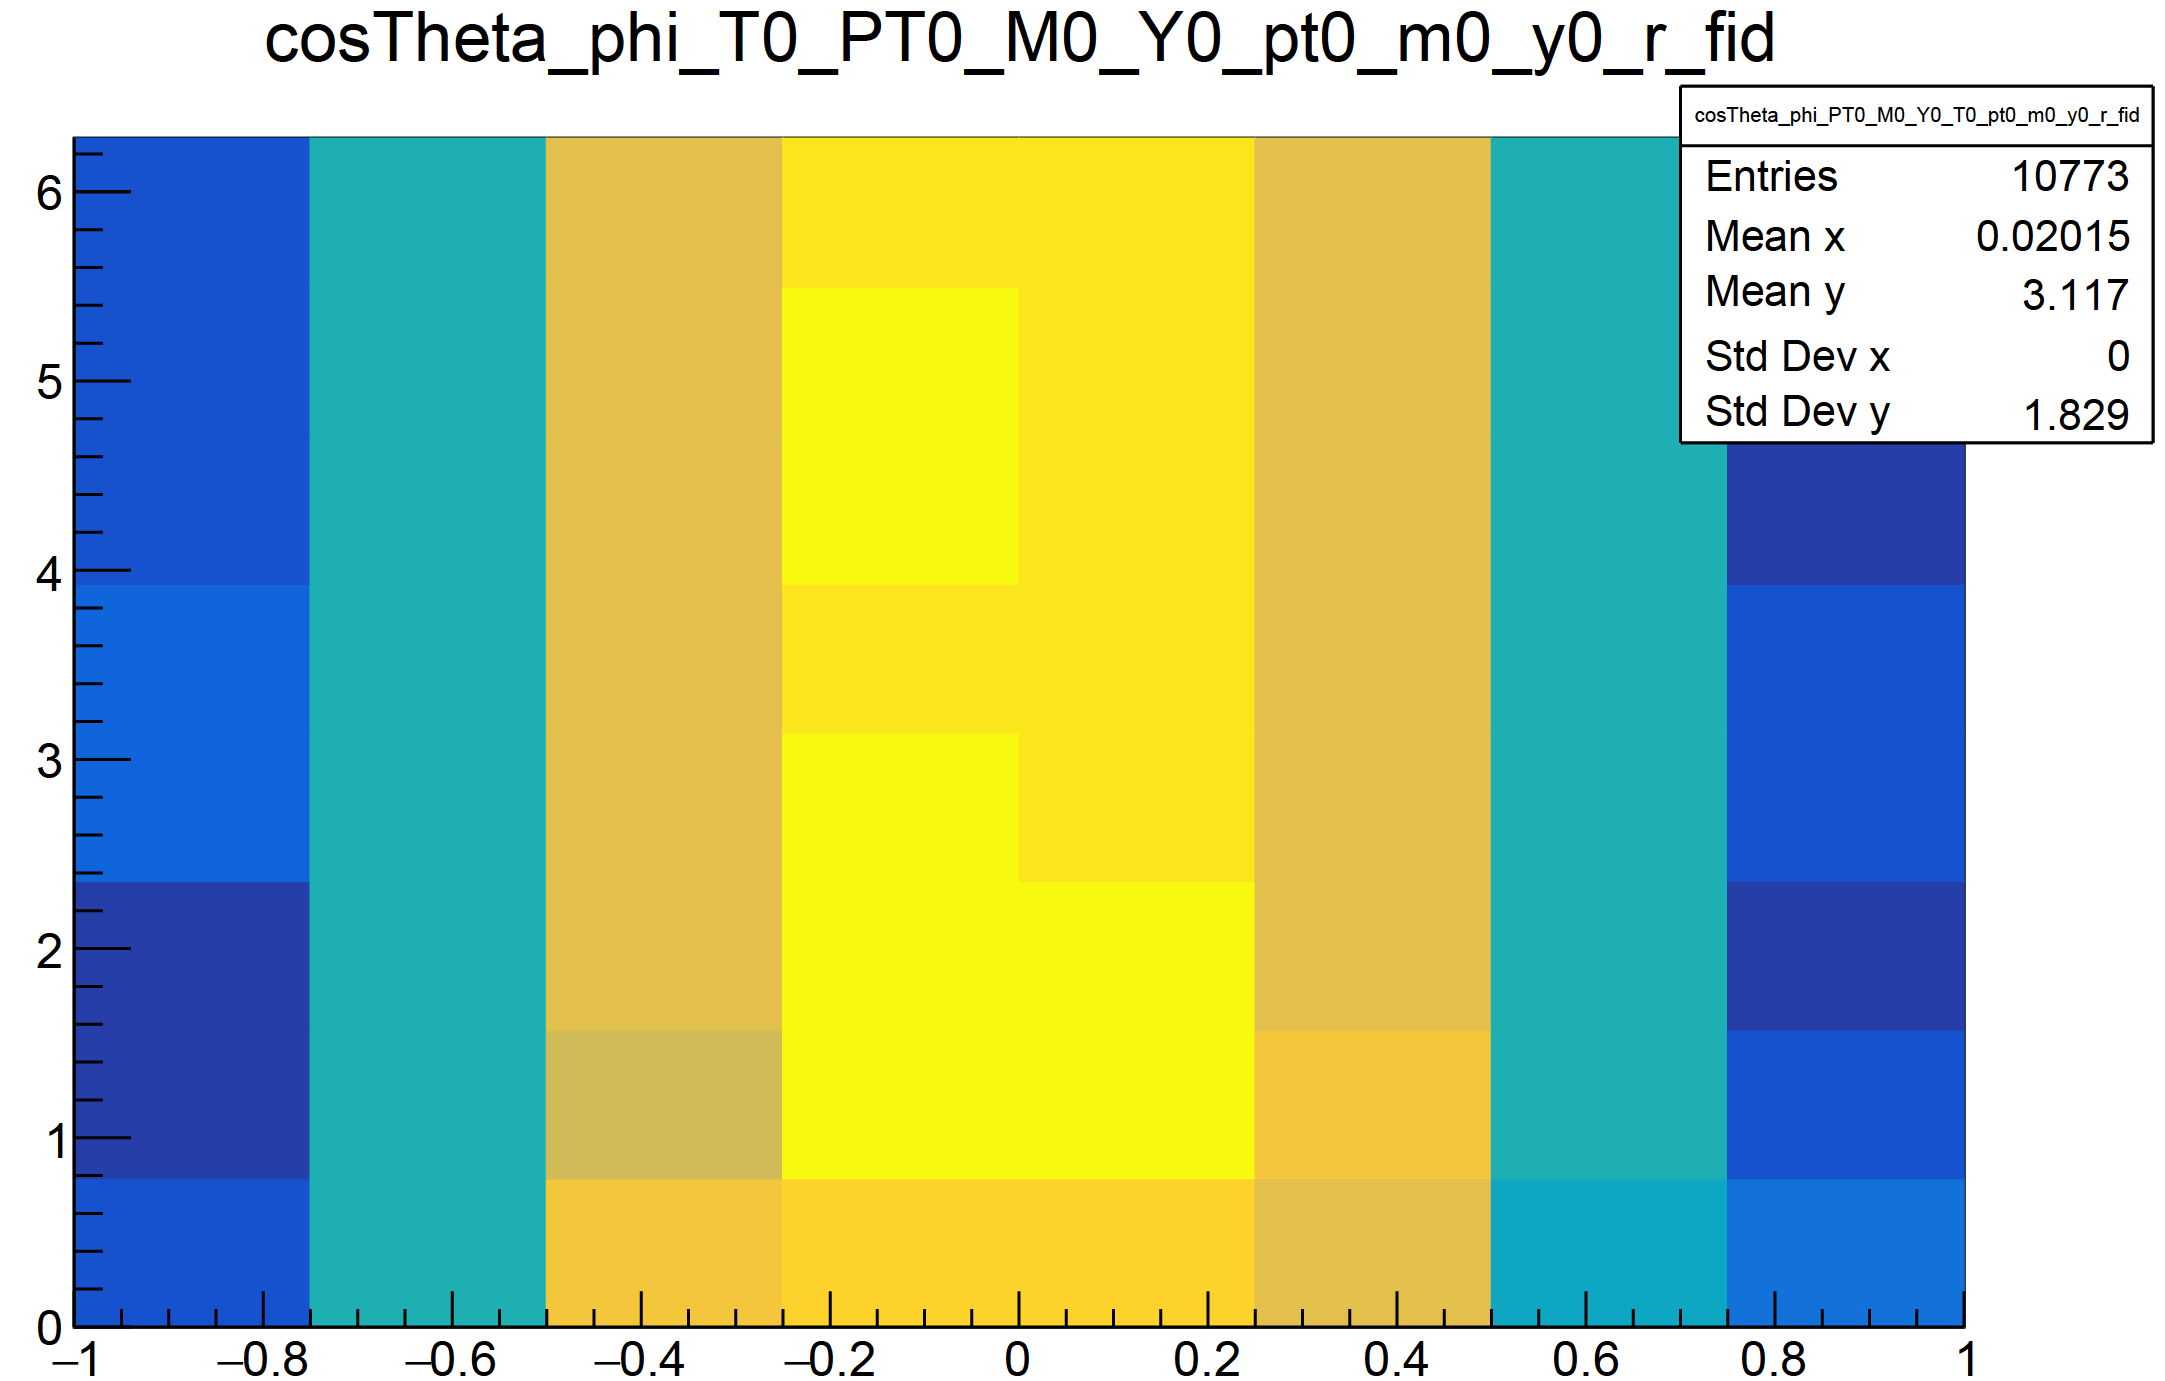 cosTheta_phi_T0_PT0_M0_Y0_pt0_m0_y0_r_fid
cosTheta_phi_PT0_M0_Y0_T0_pt0_m0_y0_r_fid
Entries 10773
Mean x 0.02015
Mean y 3.117
Std Dev x 0
Std Dev y 1.829
6
5
4
3
2
1
0
–1 –0.8 –0.6 –0.4 –0.2 0 0.2 0.4 0.6 0.8 1